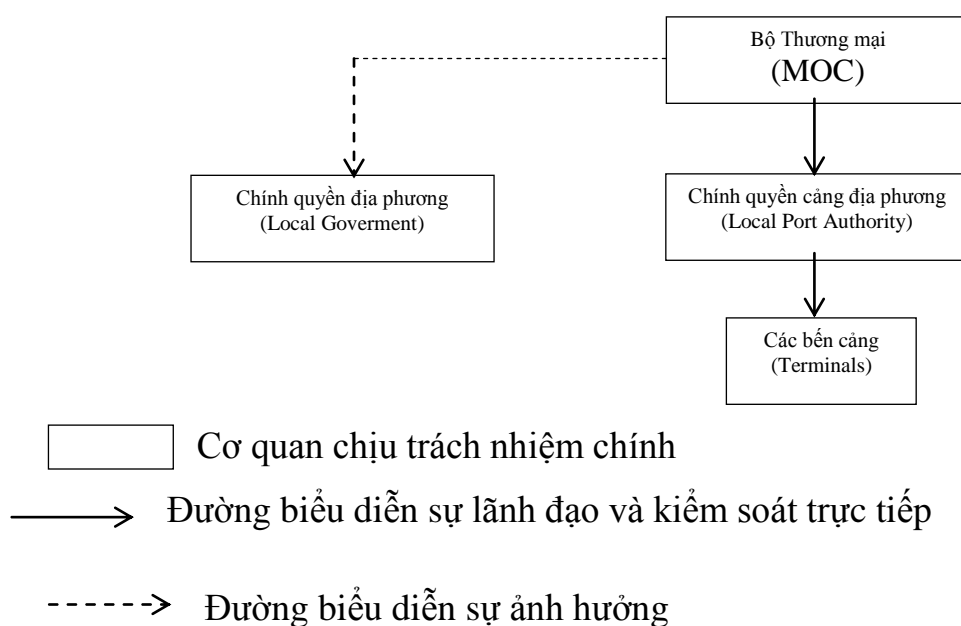 Bộ Thương mại
(MOC)
Chính quyền địa phương
(Local Goverment)
Chính quyền cảng địa phương
(Local Port Authority)
Các bến cảng
(Terminals)
Cơ quan chịu trách nhiệm chính
Đường biểu diễn sự lãnh đạo và kiểm soát trực tiếp
Đường biểu diễn sự ảnh hưởng